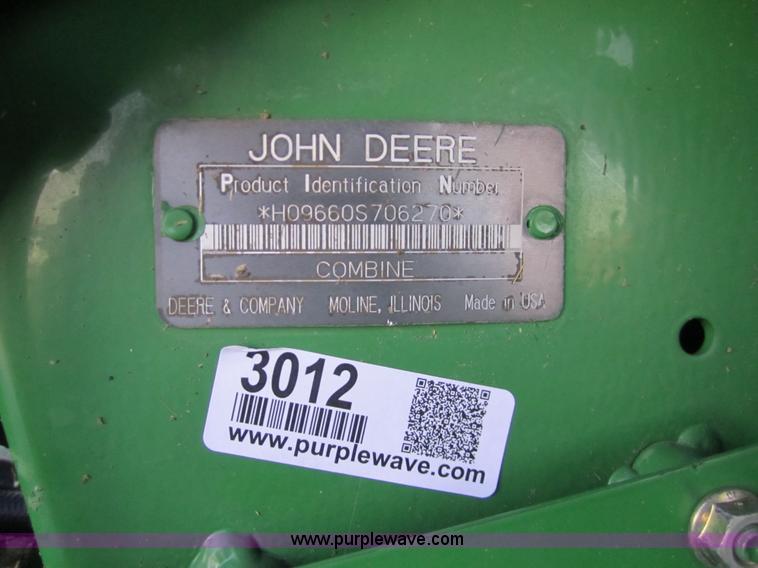 JOHN DEERE
Product Identification Number
*H09660S706270*
COMBINE
DEERE & COMPANY MOLINE, ILLINOIS Made in USA
3012
www.purplewave.com
www.purplewave.com